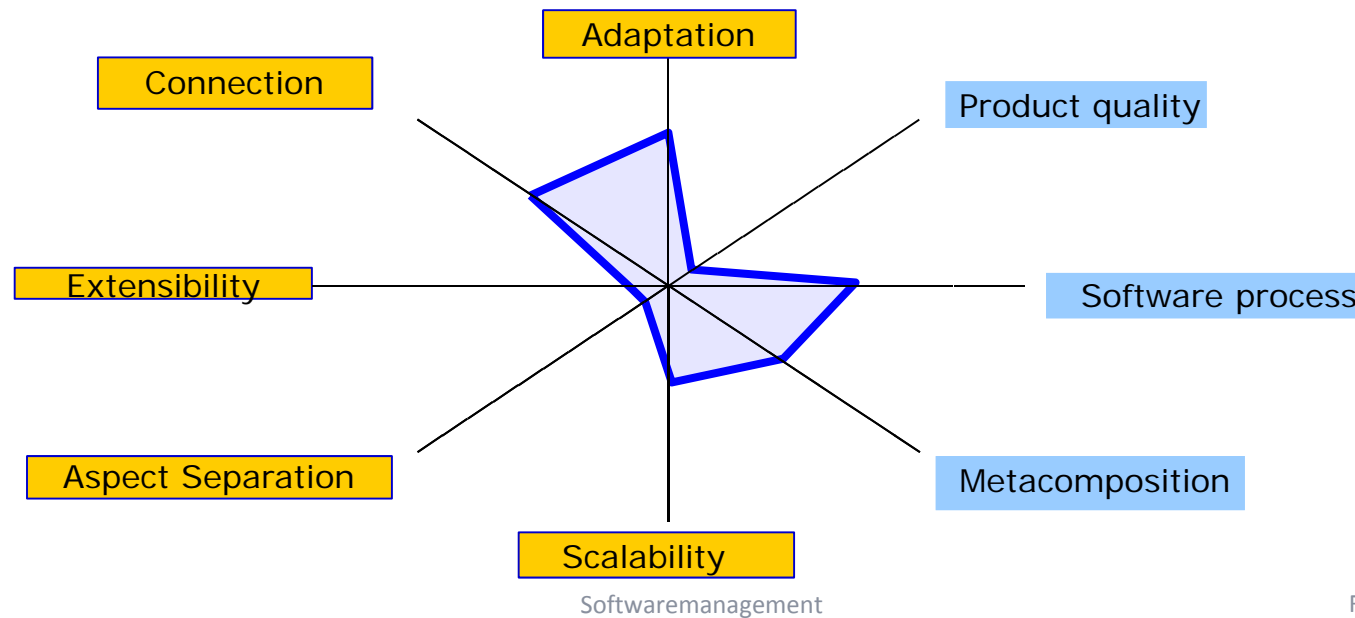 Adaptation
Connection
Product quality
Extensibility
Software process
Aspect Separation
Metacomposition
Scalability
Softwaremanagement